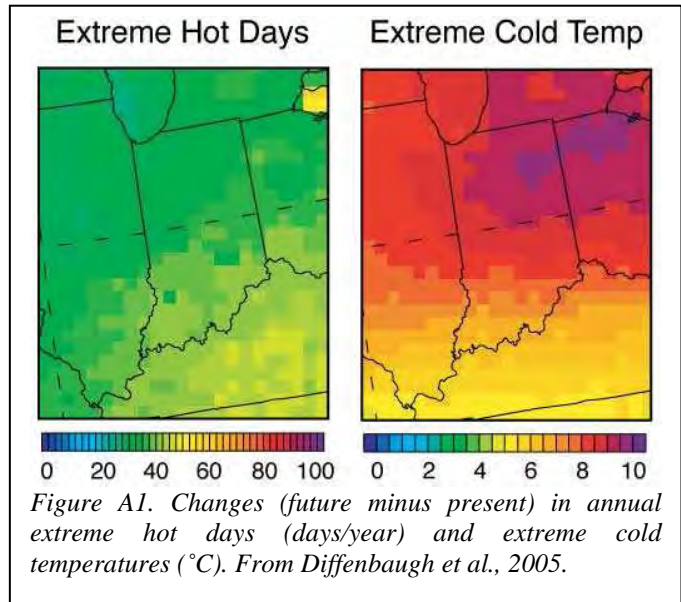 Extreme Hot Days
Extreme Cold Temp
0 20 40 60 80 100
0 2 4 6 8 10
Figure A1. Changes (future minus present) in annual
extreme hot days (days/year) and extreme cold
temperatures (˚C). From Diffenbaugh et al., 2005.